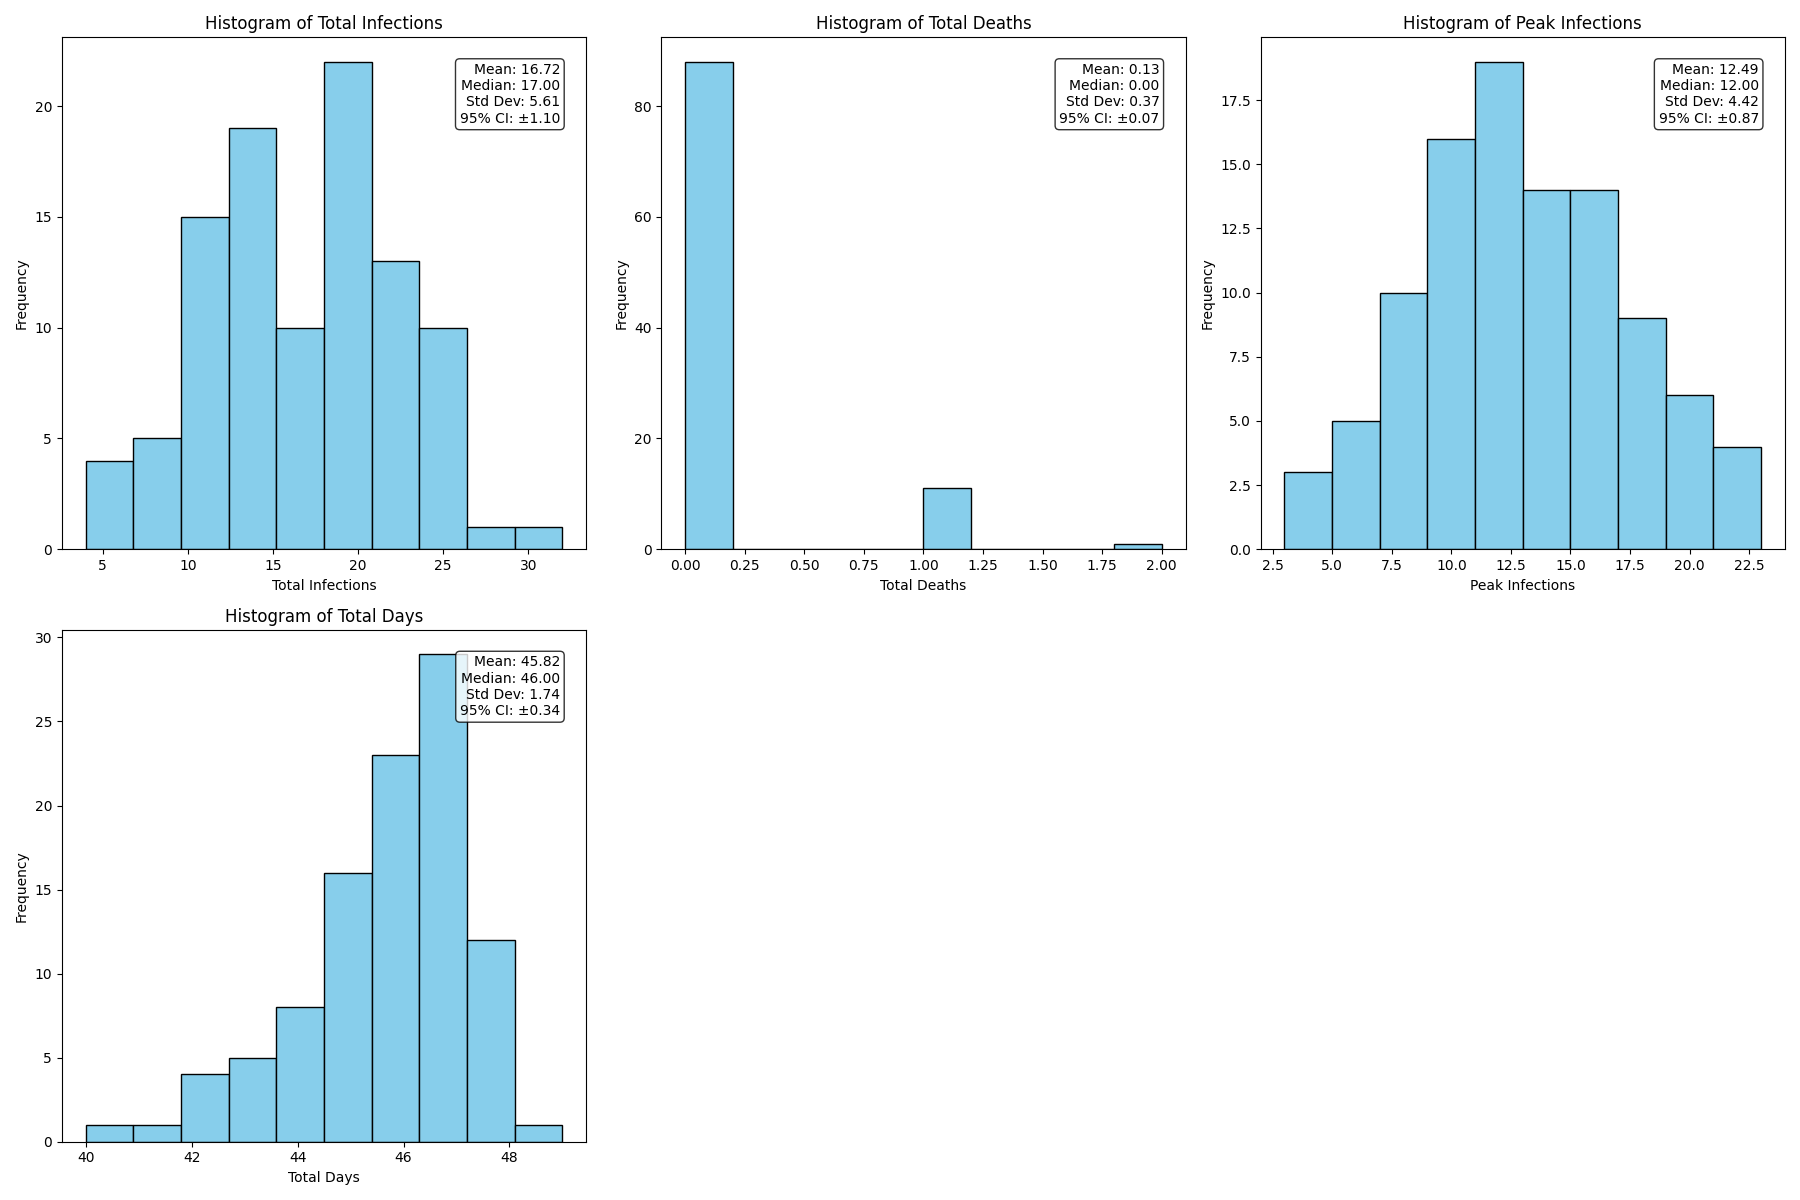 Histogram of Total Infections
Mean: 16.72
Median: 17.00
Std Dev: 5.61
95% CI: ±1.10
Frequency
20
15
10
5
0
5 10 15 20 25 30
Total Infections
Histogram of Total Deaths
Mean: 0.13
Median: 0.00
Std Dev: 0.37
95% CI: ±0.07
Frequency
80
60
40
20
0
0.00 0.25 0.50 0.75 1.00 1.25 1.50 1.75 2.00
Total Deaths
Histogram of Peak Infections
Mean: 12.49
Median: 12.00
Std Dev: 4.42
95% CI: ±0.87
Frequency
17.5
15.0
12.5
10.0
7.5
5.0
2.5
0.0
2.5 5.0 7.5 10.0 12.5 15.0 17.5 20.0 22.5
Peak Infections
Histogram of Total Days
Mean: 45.82
Median: 46.00
Std Dev: 1.74
95% CI: ±0.34
Frequency
30
25
20
15
10
5
0
40 42 44 46 48
Total Days